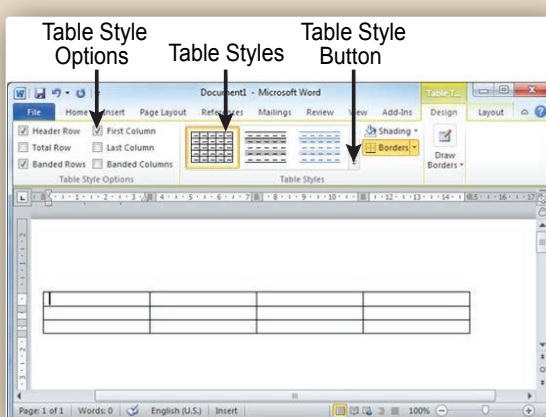 Table Style
Options
Table Styles
Table Style
Button
Document1 - Microsoft Word
Table T...
File Home Insert Page Layout References Mailings Review View Add-Ins Design Layout
Header Row First Column
Total Row Last Column
Banded Rows Banded Columns
Shading
Borders
Draw
Borders
Table Style Options Table Styles
Page: 1 of 1 Words: 0 English (U.S.) Insert 100%